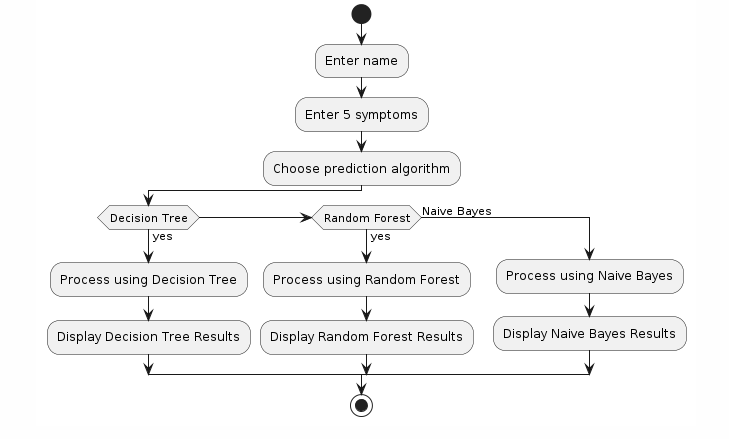 Enter name
Enter 5 symptoms
Choose prediction algorithm
Decision Tree
Random Forest
Naive Bayes
yes
yes
Process using Decision Tree
Process using Random Forest
Process using Naive Bayes
Display Decision Tree Results
Display Random Forest Results
Display Naive Bayes Results